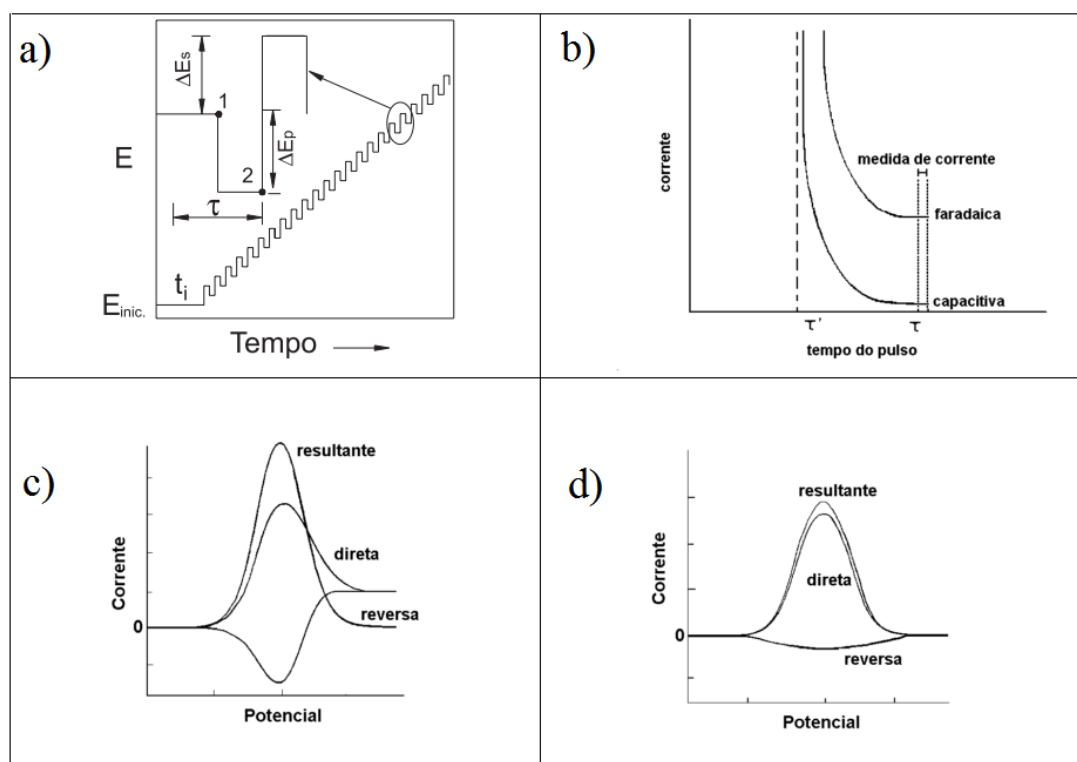 a)
ΔEs
1
E
ΔEp
2
τ
ti
Einic.
Tempo
b)
corrente
medida de corrente
faradaica
capacitiva
τ'
τ
tempo do pulso
c)
resultante
Corrente
direta
0
reversa
Potencial
d)
resultante
Corrente
direta
0
reversa
Potencial